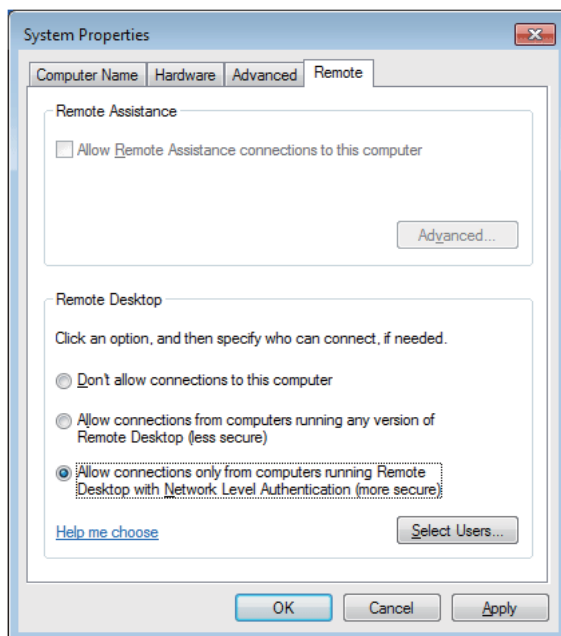 System Properties
Computer Name Hardware Advanced Remote
Remote Assistance
Allow Remote Assistance connections to this computer
Advanced...
Remote Desktop
Click an option, and then specify who can connect, if needed.
Don't allow connections to this computer
Allow connections from computers running any version of
Remote Desktop (less secure)
Allow connections only from computers running Remote
Desktop with Network Level Authentication (more secure)
Help me choose Select Users...
OK Cancel Apply